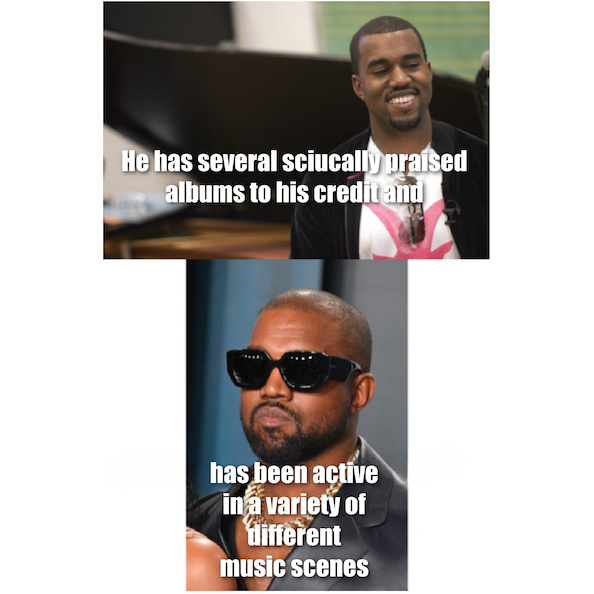 He has several sciucally praised
albums to his credit and
has been active
in a variety of
different
music scenes